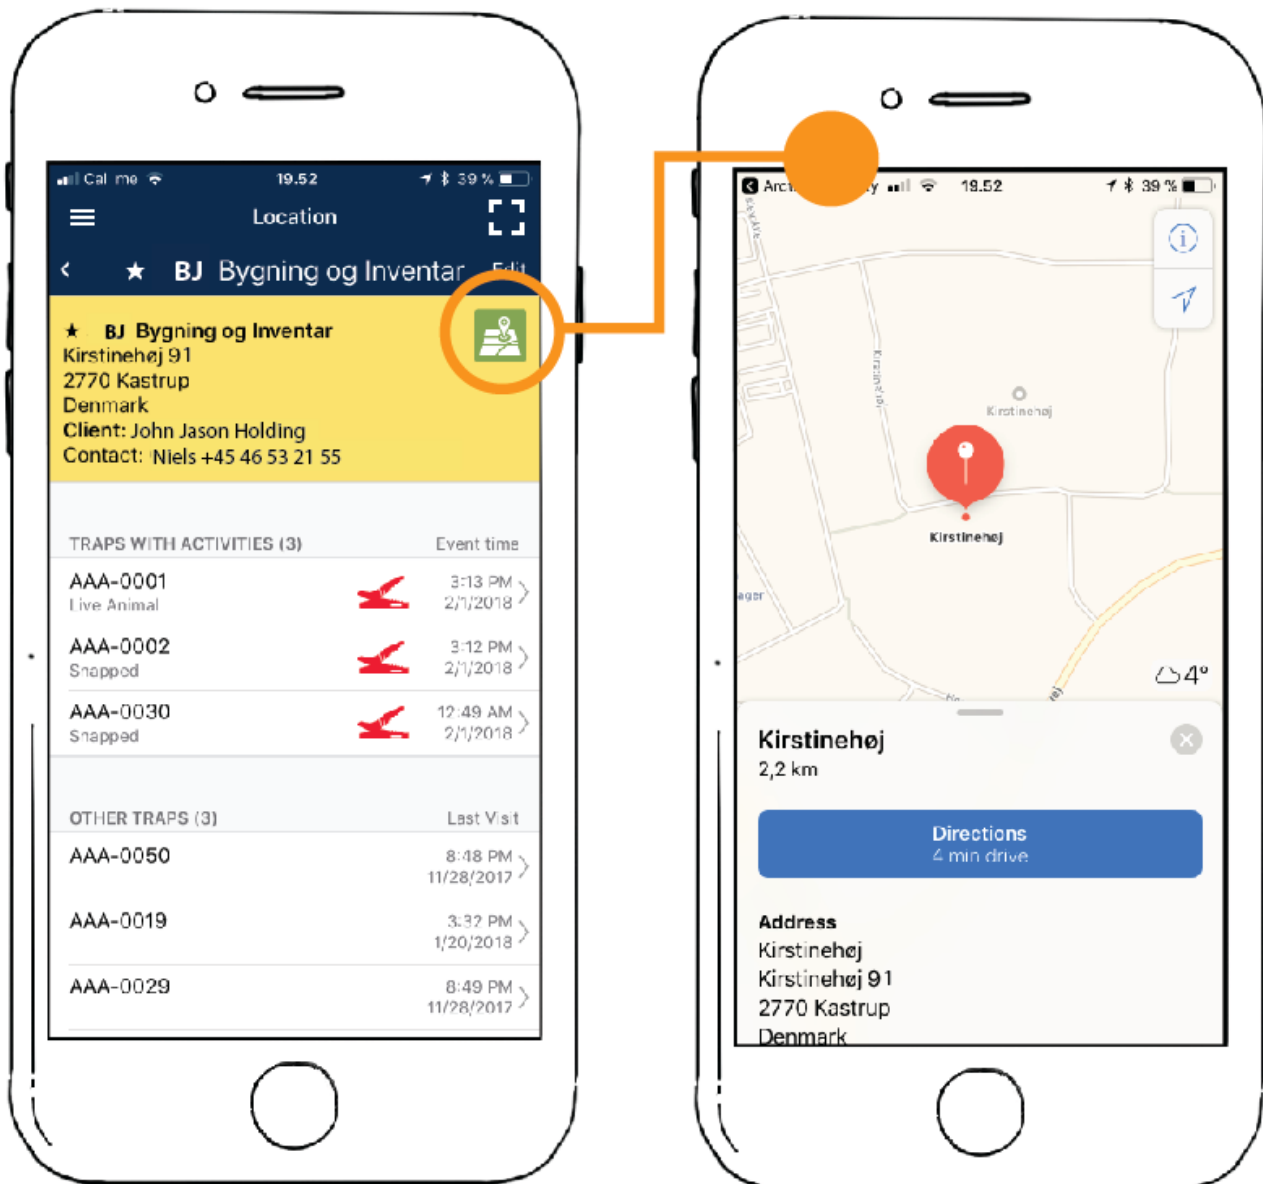 Call me 19.52 39 %
Location
BJ Bygning og Inventar Edit
★ BJ Bygning og Inventar
Kirstinehøj 91
2770 Kastrup
Denmark
Client: John Jason Holding
Contact: Niels +45 46 53 21 55
TRAPS WITH ACTIVITIES (3) Event time
AAA-0001 3:13 PM
Live Animal 2/1/2018
AAA-0002 3:12 PM
Snapped 2/1/2018
AAA-0030 12:49 AM
Snapped 2/1/2018
OTHER TRAPS (3) Last Visit
AAA-0050 8:48 PM
11/28/2017
AAA-0019 3:32 PM
1/20/2018
AAA-0029 8:49 PM
11/28/2017
19.52 39 %
Kirstinehøj
Kirstinehøj
Kirstinehøj
4°
Kirstinehøj
2,2 km
Directions
4 min drive
Address
Kirstinehøj
Kirstinehøj 91
2770 Kastrup
Denmark